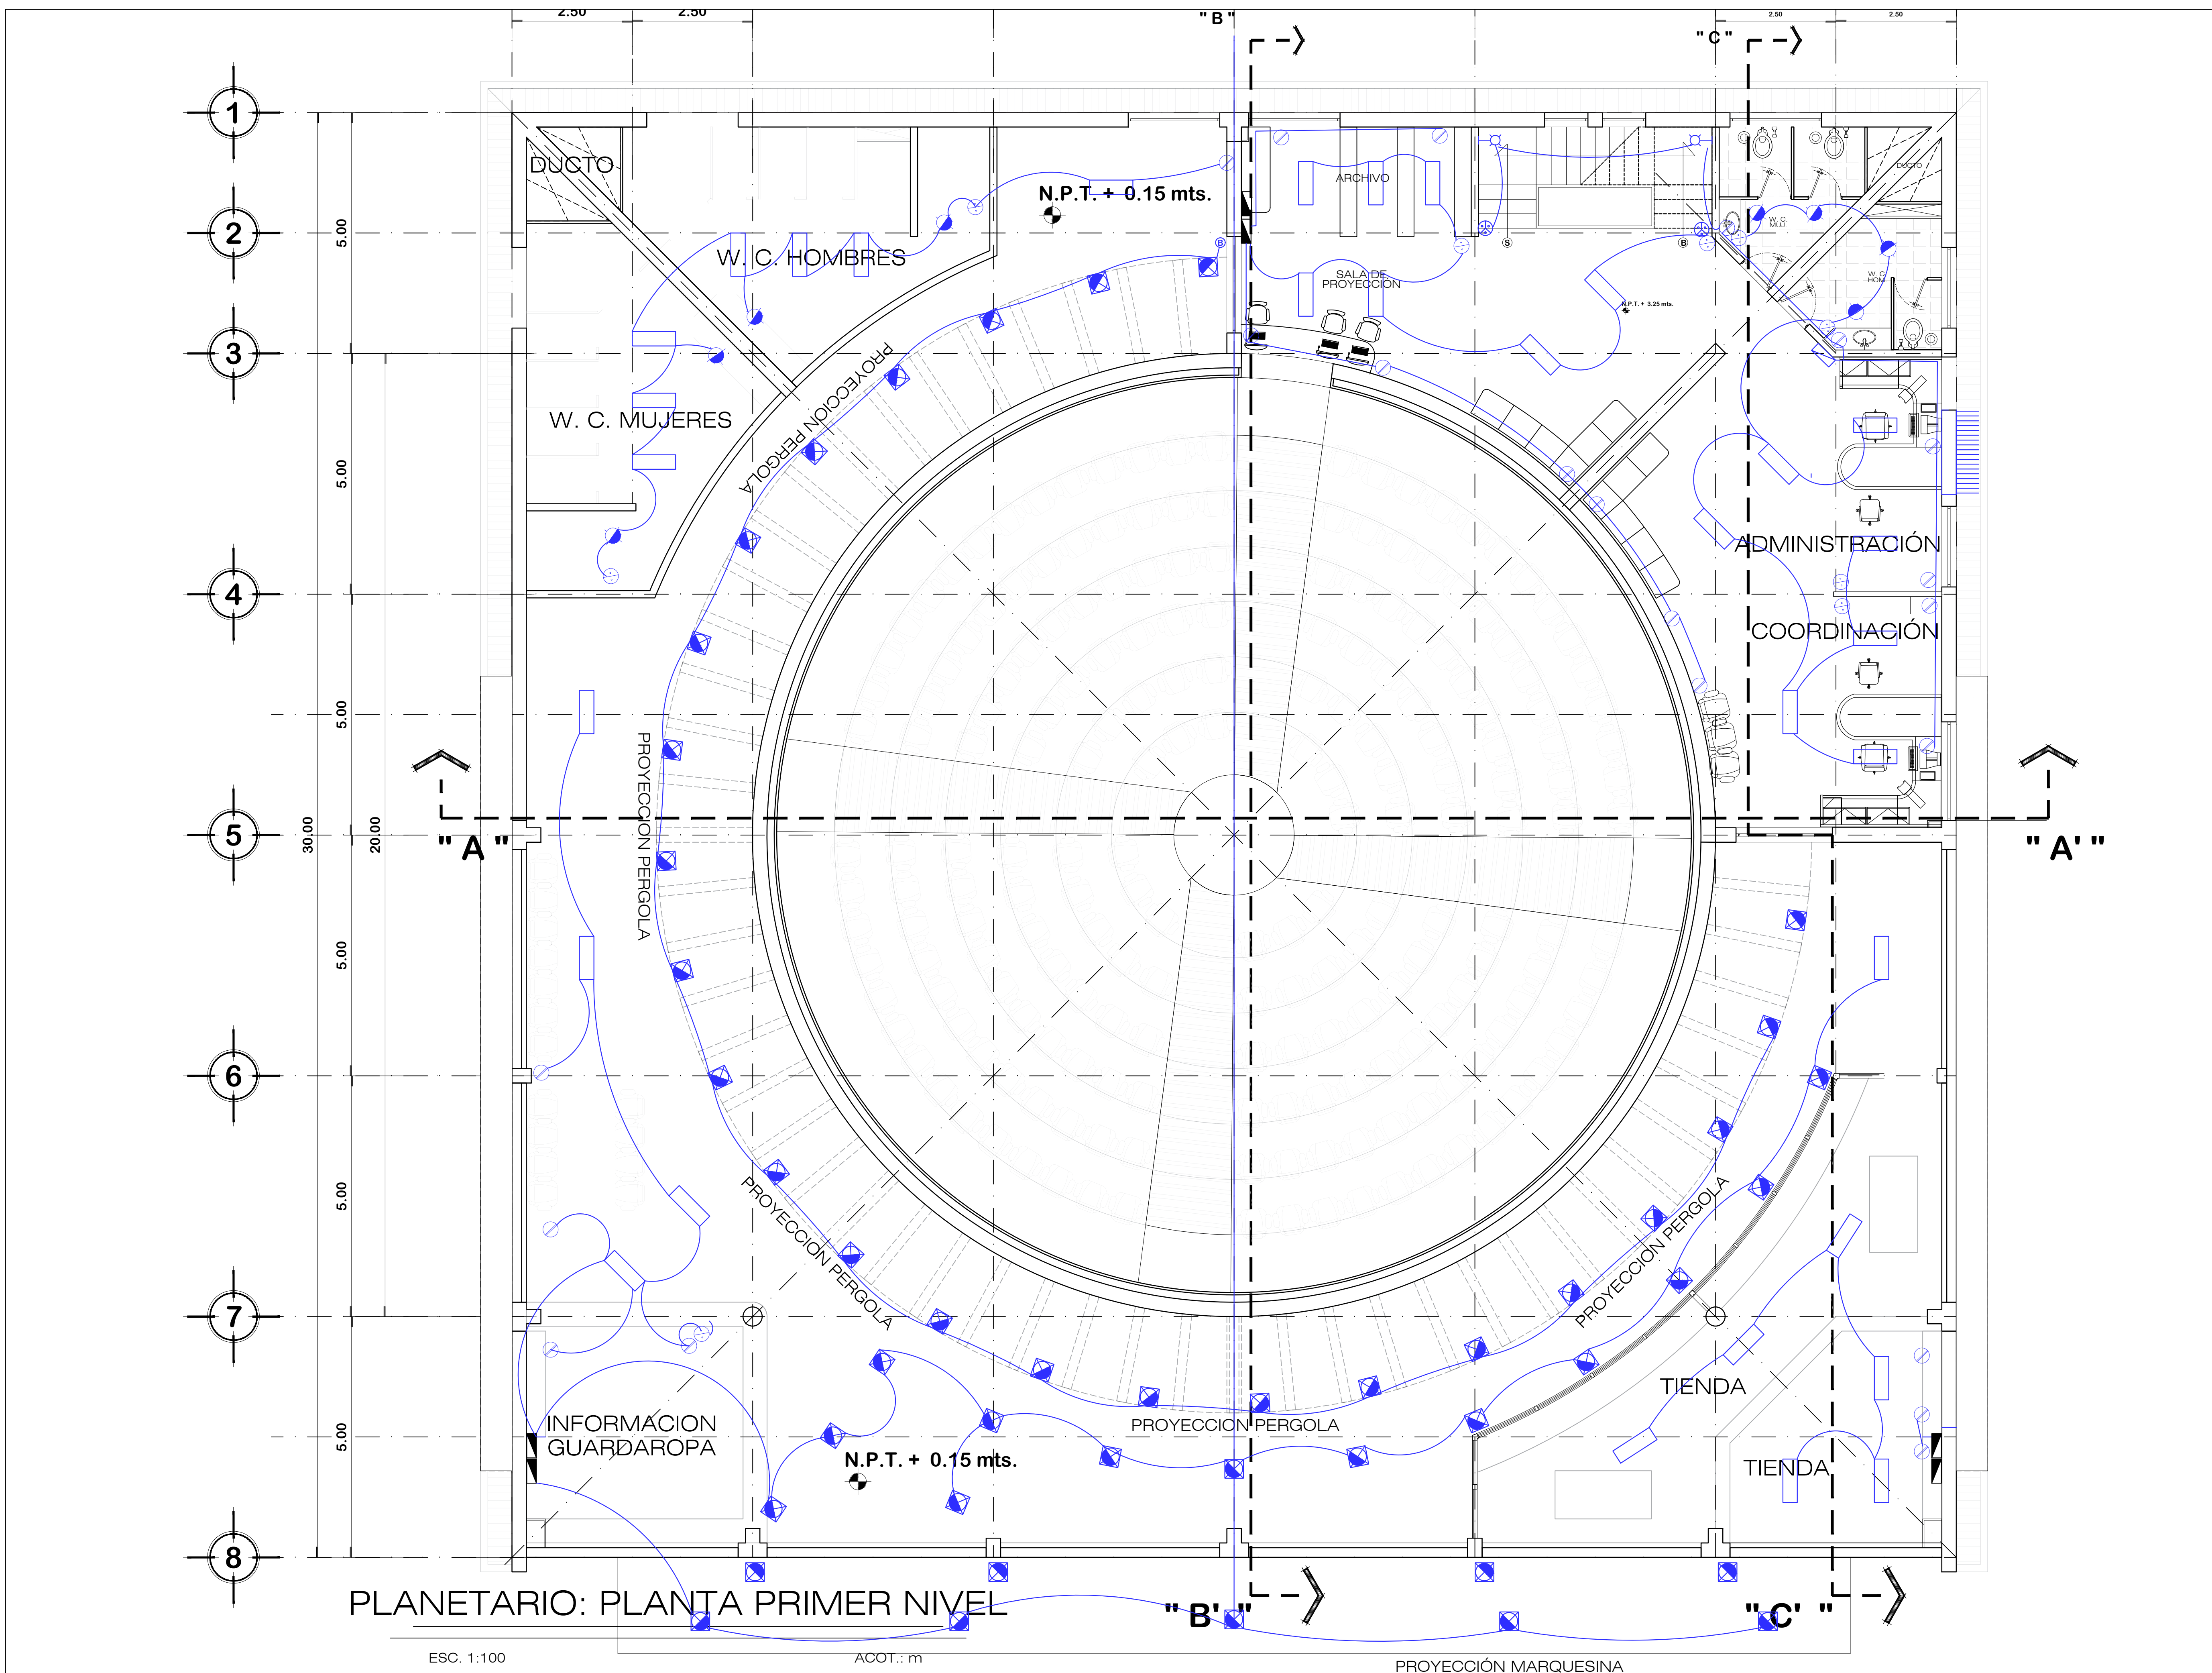 2.50 2.50 " B " " C " 2.50 2.50
1
DUCTO
ARCHIVO
DUCTO
N.P.T. + 0.15 mts.
2
5.00
W. C.
MUJ.
W. C. HOMBRES
B
S
B
SALA DE
PROYECCIÓN
W. C.
HOM.
N.P.T. + 3.25 mts.
3
PROYECCION PERGOLA
W. C. MUJERES
5.00
ADMINISTRACIÓN
4
COORDINACIÓN
5.00
PROYECCION PERGOLA
30.00
20.00
5
" A "
" A' "
5.00
6
5.00
PROYECCION PERGOLA
PROYECCION PERGOLA
7
TIENDA
INFORMACION
GUARDAROPA
PROYECCION PERGOLA
5.00
N.P.T. + 0.15 mts.
TIENDA
8
PLANETARIO: PLANTA PRIMER NIVEL
" B' "
" C' "
ESC. 1:100
ACOT.: m
PROYECCIÓN MARQUESINA